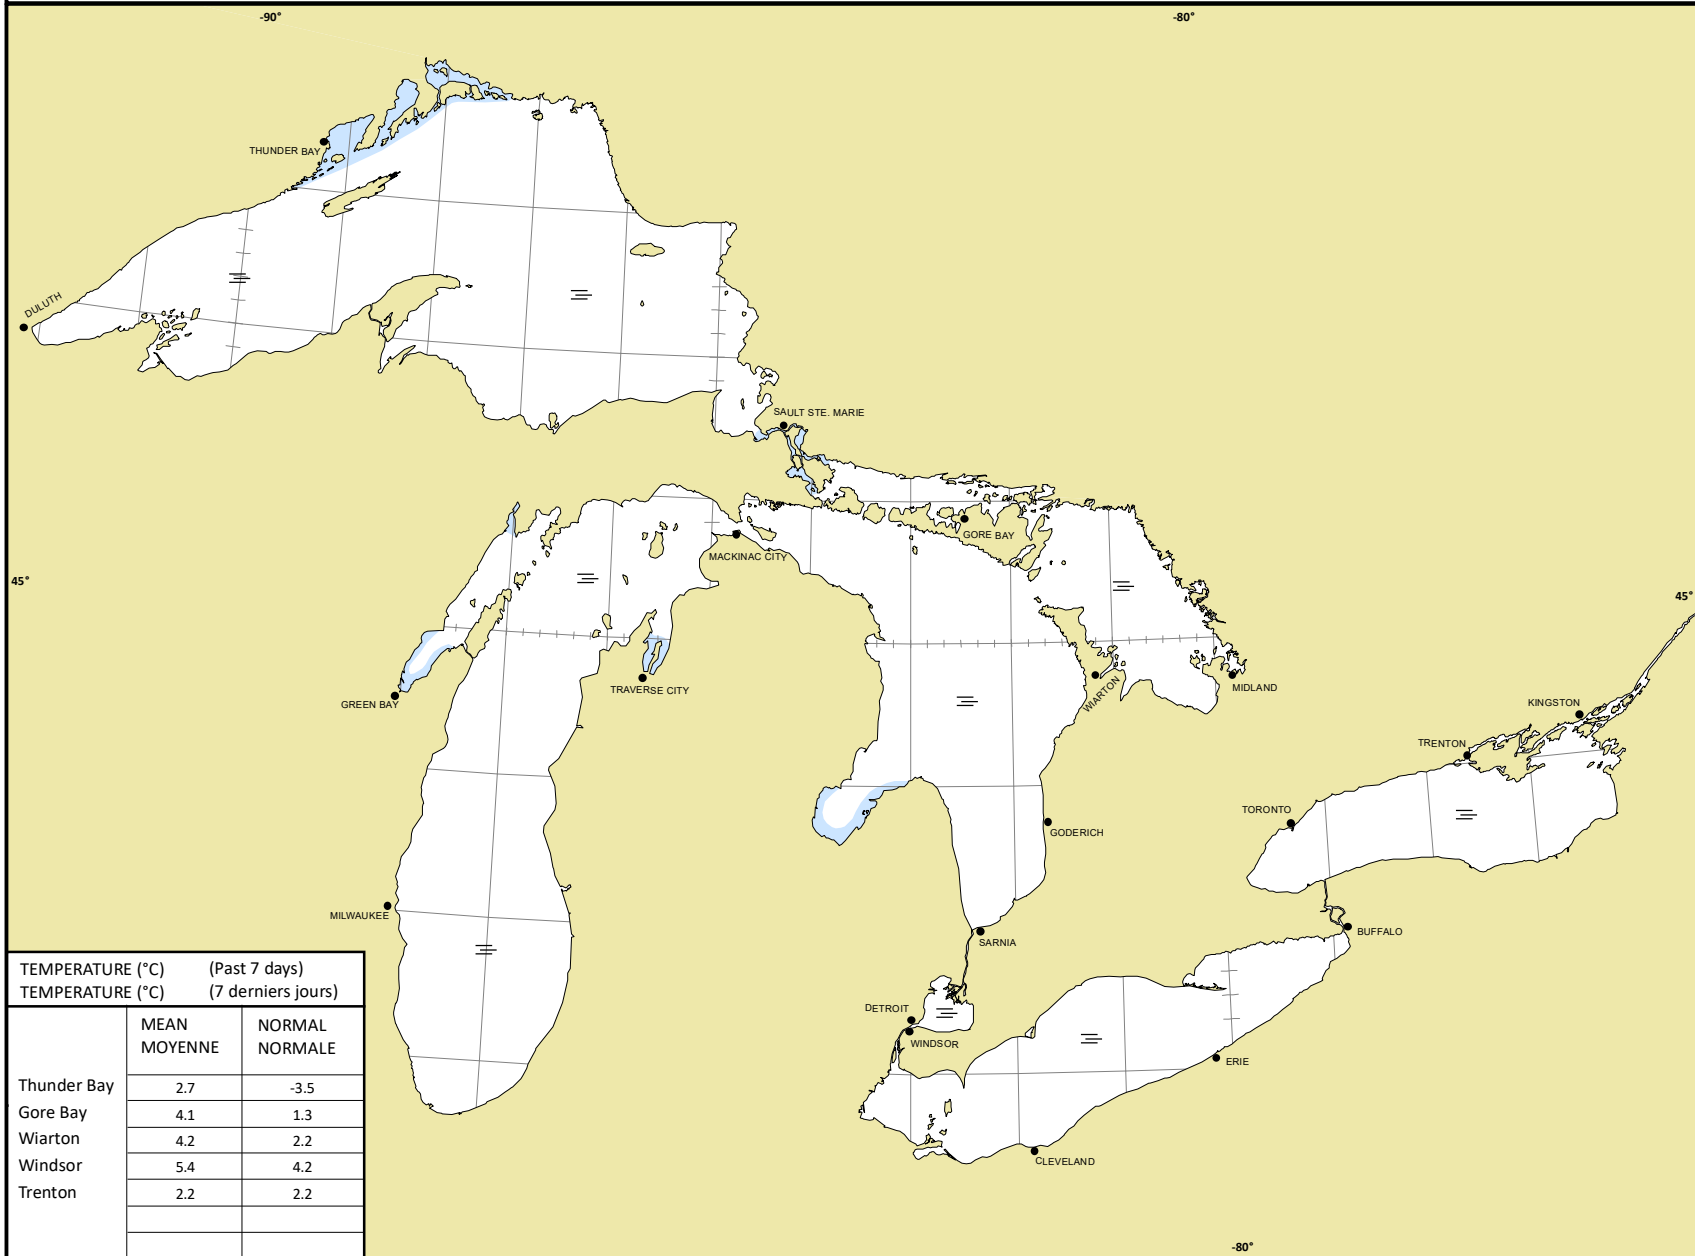 -90°
-80°
THUNDER BAY
DULUTH
SAULT STE. MARIE
GORE BAY
MACKINAC CITY
45°
45°
TRAVERSE CITY
GREEN BAY
WIARTON
MIDLAND
KINGSTON
TRENTON
TORONTO
GODERICH
MILWAUKEE
SARNIA
BUFFALO
DETROIT
WINDSOR
ERIE
CLEVELAND
-80°
TEMPERATURE (°C) (Past 7 days)
TEMPERATURE (°C) (7 derniers jours)
MEAN NORMAL
MOYENNE NORMALE
Thunder Bay 2.7 -3.5
Gore Bay 4.1 1.3
Wiarton 4.2 2.2
Windsor 5.4 4.2
Trenton 2.2 2.2